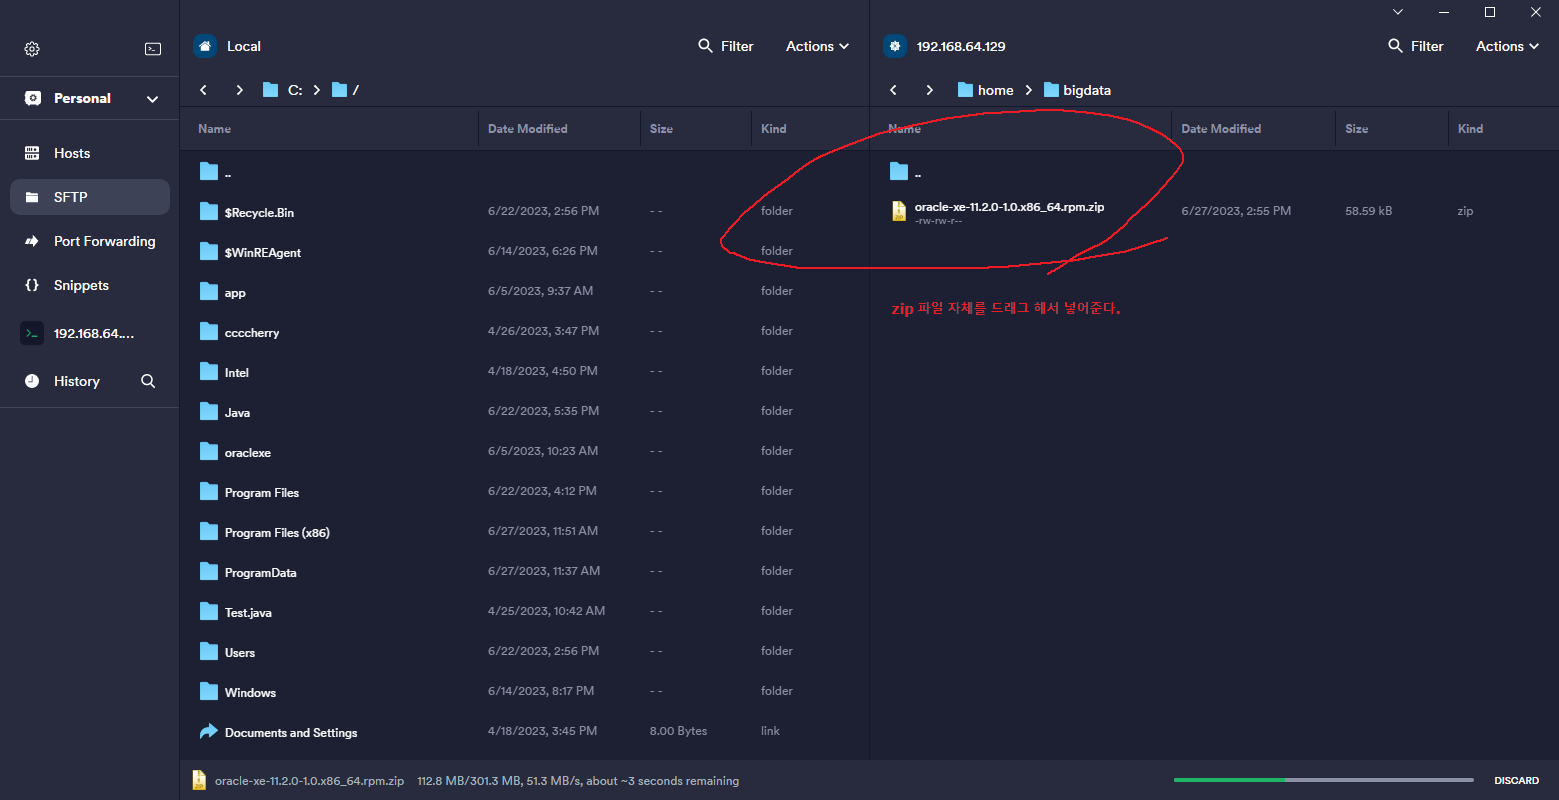 Local
Filter
Actions
192.168.64.129
Filter
Actions
Personal
C:
/
home
bigdata
Name Date Modified Size Kind
Name Date Modified Size Kind
Hosts
SFTP
Port Forwarding
Snippets
192.168.64....
History
..
$Recycle.Bin 6/22/2023, 2:56 PM - - folder
$WinREAgent 6/14/2023, 6:26 PM - - folder
app 6/5/2023, 9:37 AM - - folder
ccccherry 4/26/2023, 3:47 PM - - folder
Intel 4/18/2023, 4:50 PM - - folder
Java 6/22/2023, 5:35 PM - - folder
oraclexe 6/5/2023, 10:23 AM - - folder
Program Files 6/22/2023, 4:12 PM - - folder
Program Files (x86) 6/27/2023, 11:51 AM - - folder
ProgramData 6/27/2023, 11:37 AM - - folder
Test.java 4/25/2023, 10:42 AM - - folder
Users 6/22/2023, 2:56 PM - - folder
Windows 6/14/2023, 8:17 PM - - folder
Documents and Settings 4/18/2023, 3:45 PM 8.00 Bytes link
..
oracle-xe-11.2.0-1.0.x86_64.rpm.zip 6/27/2023, 2:55 PM 58.59 kB zip
-rw-rw-r--
zip 파일 자체를 드레그 해서 넣어준다.
oracle-xe-11.2.0-1.0.x86_64.rpm.zip 112.8 MB/301.3 MB, 51.3 MB/s, about ~3 seconds remaining
DISCARD